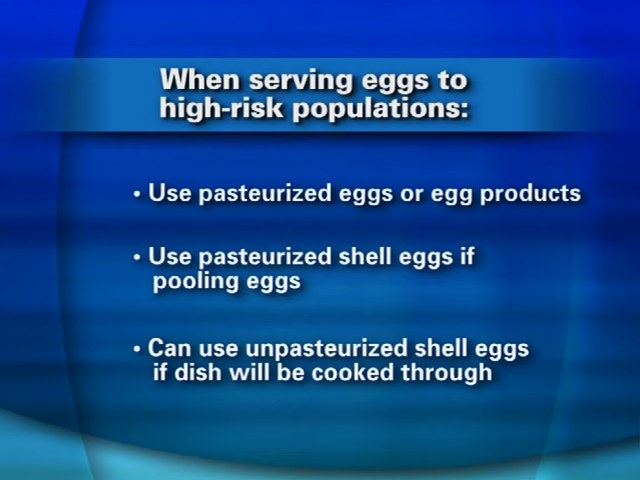 When serving eggs to
high-risk populations:
• Use pasteurized eggs or egg products
• Use pasteurized shell eggs if
pooling eggs
• Can use unpasteurized shell eggs
if dish will be cooked through